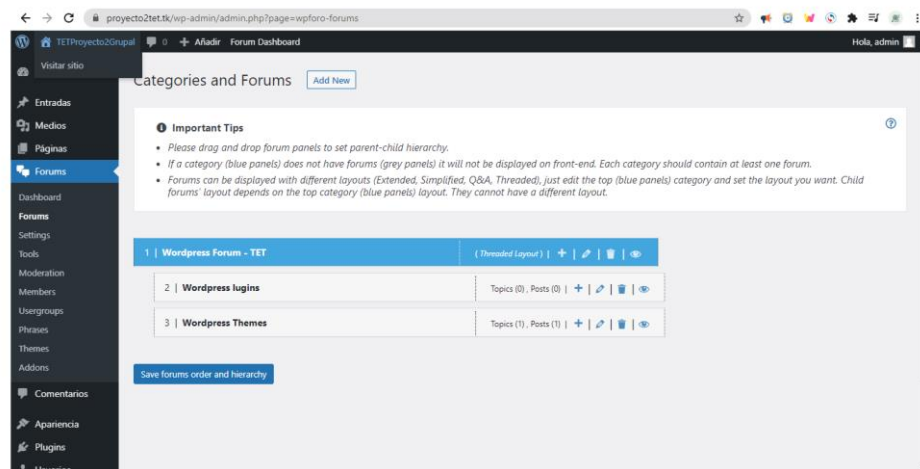 proyecto2tet.tk/wp-admin/admin.php?page=wpforo-forums
TETProyecto2Grupal 0 + Añadir Forum Dashboard Hola, admin
Visitar sitio
Entradas
Medios
Páginas
Forums
Dashboard
Forums
Settings
Tools
Moderation
Members
Usergroups
Phrases
Themes
Addons
Comentarios
Apariencia
Plugins
Usuarios
Categories and Forums Add New
Important Tips
• Please drag and drop forum panels to set parent-child hierarchy.
• If a category (blue panels) does not have forums (grey panels) it will not be displayed on front-end. Each category should contain at least one forum.
• Forums can be displayed with different layouts (Extended, Simplified, Q&A, Threaded), just edit the top (blue panels) category and set the layout you want. Child
forums' layout depends on the top category (blue panels) layout. They cannot have a different layout.
1 | Wordpress Forum - TET ( Threaded Layout ) | + | | |
2 | Wordpress lugins Topics (0) , Posts (0) | + | | |
3 | Wordpress Themes Topics (1) , Posts (1) | + | | |
Save forums order and hierarchy